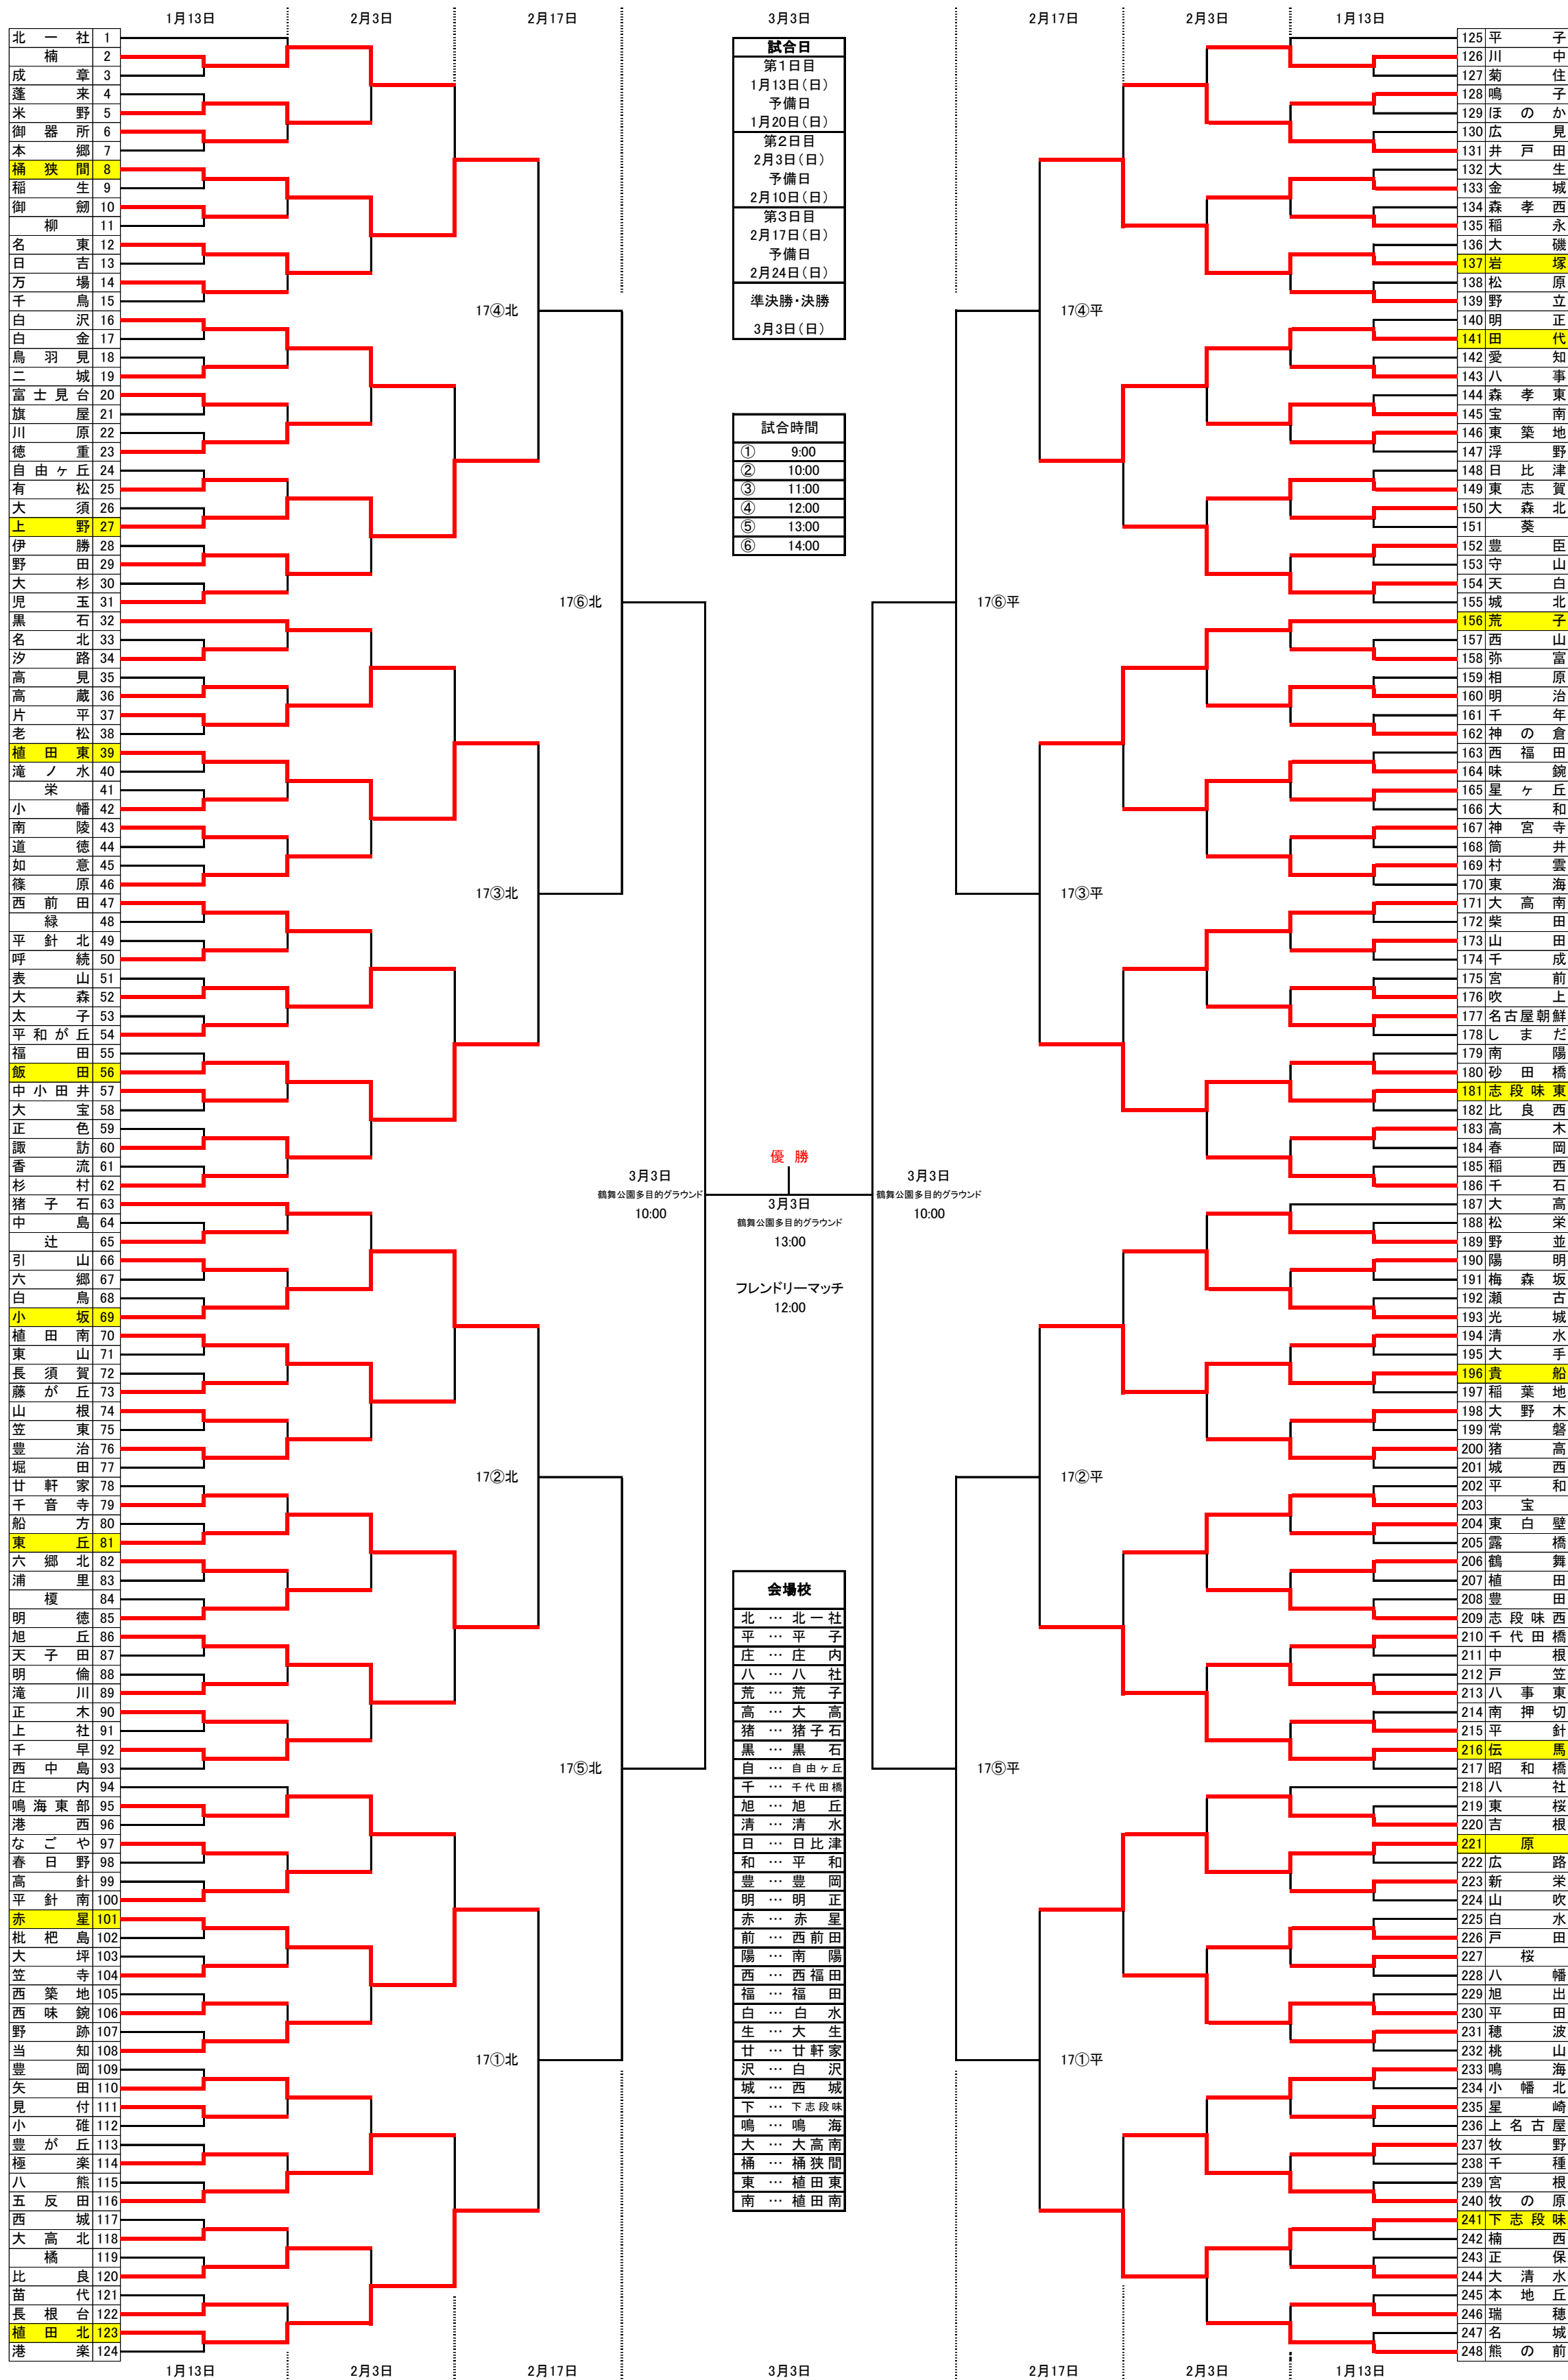 1月13日 2月3日 2月17日 3月3日 2月17日 2月3日 1月13日
北一社 1
楠 2
成章 3
蓬来 4
米野 5
御器所 6
本郷 7
桶狭間 8
稲生 9
御劔 10
柳 11
名東 12
日吉 13
万場 14
千鳥 15
白沢 16
白金 17
鳥羽見 18
二城 19
富士見台 20
旗屋 21
川原 22
徳重 23
自由ヶ丘 24
有松 25
大須 26
上野 27
伊勝 28
野田 29
大杉 30
児玉 31
黒石 32
名北 33
汐路 34
高見 35
高蔵 36
片平 37
老松 38
植田東 39
滝ノ水 40
栄 41
小幡 42
南陵 43
道徳 44
如意 45
篠原 46
西前田 47
緑 48
平針北 49
呼続 50
表山 51
大森 52
太子 53
平和が丘 54
福田 55
飯田 56
中小田井 57
大宝 58
正色 59
諏訪 60
香流 61
杉村 62
猪子石 63
中島 64
辻 65
引山 66
六郷 67
白鳥 68
小坂 69
植田南 70
東山 71
長須賀 72
藤が丘 73
山根 74
笠東 75
豊治 76
堀田 77
廿軒家 78
千音寺 79
船方 80
東丘 81
六郷北 82
浦里 83
榎 84
明徳 85
旭丘 86
天子田 87
明倫 88
滝川 89
正木 90
上社 91
千早 92
西中島 93
庄内 94
鳴海東部 95
港西 96
なごや 97
春日野 98
高針 99
平針南 100
赤星 101
枇杷島 102
大坪 103
笠寺 104
西築地 105
西味鋺 106
野跡 107
当知 108
豊岡 109
矢田 110
見付 111
小碓 112
豊が丘 113
極楽 114
八熊 115
五反田 116
西城 117
大高北 118
橘 119
比良 120
苗代 121
長根台 122
植田北 123
港楽 124
17④北
17⑥北
17③北
17②北
17⑤北
17①北
試合日
第1日目
1月13日(日)
予備日
1月20日(日)
第2日目
2月3日(日)
予備日
2月10日(日)
第3日目
2月17日(日)
予備日
2月24日(日)
準決勝・決勝
3月3日(日)
試合時間
① 9:00
② 10:00
③ 11:00
④ 12:00
⑤ 13:00
⑥ 14:00
優勝
3月3日
鶴舞公園多目的グラウンド
10:00
3月3日
鶴舞公園多目的グラウンド
13:00
3月3日
鶴舞公園多目的グラウンド
10:00
フレンドリーマッチ
12:00
会場校
北…北一社
平…平子
庄…庄内
八…八社
荒…荒子
高…大高
猪…猪子石
黒…黒石
自…自由ヶ丘
千…千代田橋
旭…旭丘
清…清水
日…日比津
和…平和
豊…豊岡
明…明正
赤…赤星
前…西前田
陽…南陽
西…西福田
福…福田
白…白水
生…大生
廿…廿軒家
沢…白沢
城…西城
下…下志段味
鳴…鳴海
大…大高南
桶…桶狭間
東…植田東
南…植田南
17④平
17⑥平
17③平
17②平
17⑤平
17①平
125 平子
126 川中
127 菊住
128 鳴子
129 ほのか
130 広見
131 井戸田
132 大生
133 金城
134 森孝西
135 稲永
136 大磯
137 岩塚
138 松原
139 野立
140 明正
141 田代
142 愛知
143 八事
144 森孝東
145 宝南
146 東築地
147 浮野
148 日比津
149 東志賀
150 大森北
151 葵
152 豊臣
153 守山
154 天白
155 城北
156 荒子
157 西山
158 弥富
159 相原
160 明治
161 千年
162 神の倉
163 西福田
164 味鋺
165 星ヶ丘
166 大和
167 神宮寺
168 筒井
169 村雲
170 東海
171 大高南
172 柴田
173 山田
174 千成
175 宮前
176 吹上
177 名古屋朝鮮
178 しまだ
179 南陽
180 砂田橋
181 志段味東
182 比良西
183 高木
184 春岡
185 稲西
186 千石
187 大高
188 松栄
189 野並
190 陽明
191 梅森坂
192 瀬古
193 光城
194 清水
195 大手
196 貴船
197 稲葉地
198 大野木
199 常磐
200 猪高
201 城西
202 平和
203 宝
204 東白壁
205 露橋
206 鶴舞
207 植田
208 豊田
209 志段味西
210 千代田橋
211 中根
212 戸笠
213 八事東
214 南押切
215 平針
216 伝馬
217 昭和橋
218 八社
219 東桜
220 吉根
221 原
222 広路
223 新栄
224 山吹
225 白水
226 戸田
227 桜
228 八幡
229 旭出
230 平田
231 穂波
232 桃山
233 鳴海
234 小幡北
235 星崎
236 上名古屋
237 牧野
238 千種
239 宮根
240 牧の原
241 下志段味
242 楠西
243 正保
244 大清水
245 本地丘
246 瑞穂
247 名城
248 熊の前
1月13日 2月3日 2月17日 3月3日 2月17日 2月3日 1月13日